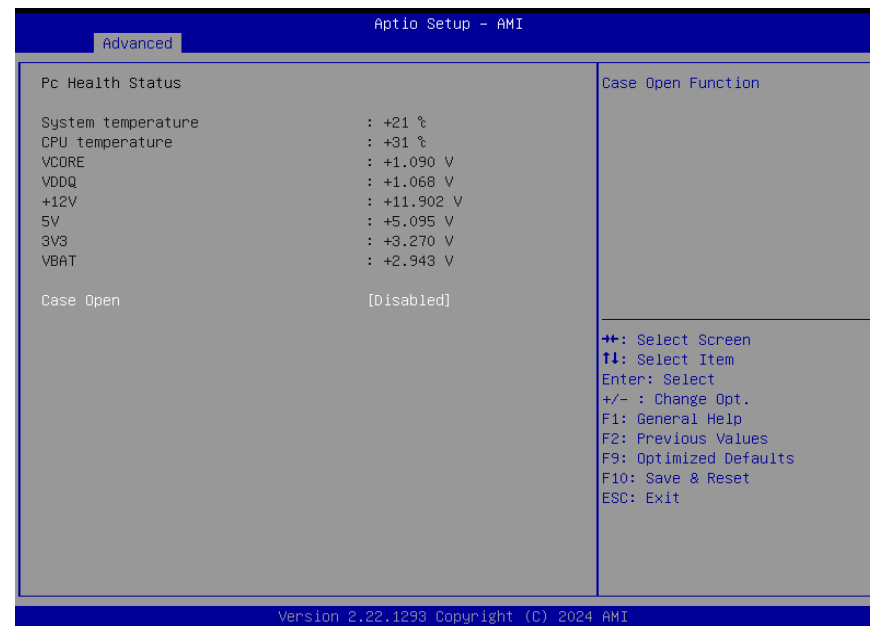 Aptio Setup – AMI
Advanced
Pc Health Status
System temperature : +21 ℃
CPU temperature : +31 ℃
VCORE : +1.090 V
VDDQ : +1.068 V
+12V : +11.902 V
5V : +5.095 V
3V3 : +3.270 V
VBAT : +2.943 V
Case Open [Disabled]
Case Open Function
→←: Select Screen
↑↓: Select Item
Enter: Select
+/- : Change Opt.
F1: General Help
F2: Previous Values
F9: Optimized Defaults
F10: Save & Reset
ESC: Exit
Version 2.22.1293 Copyright (C) 2024 AMI